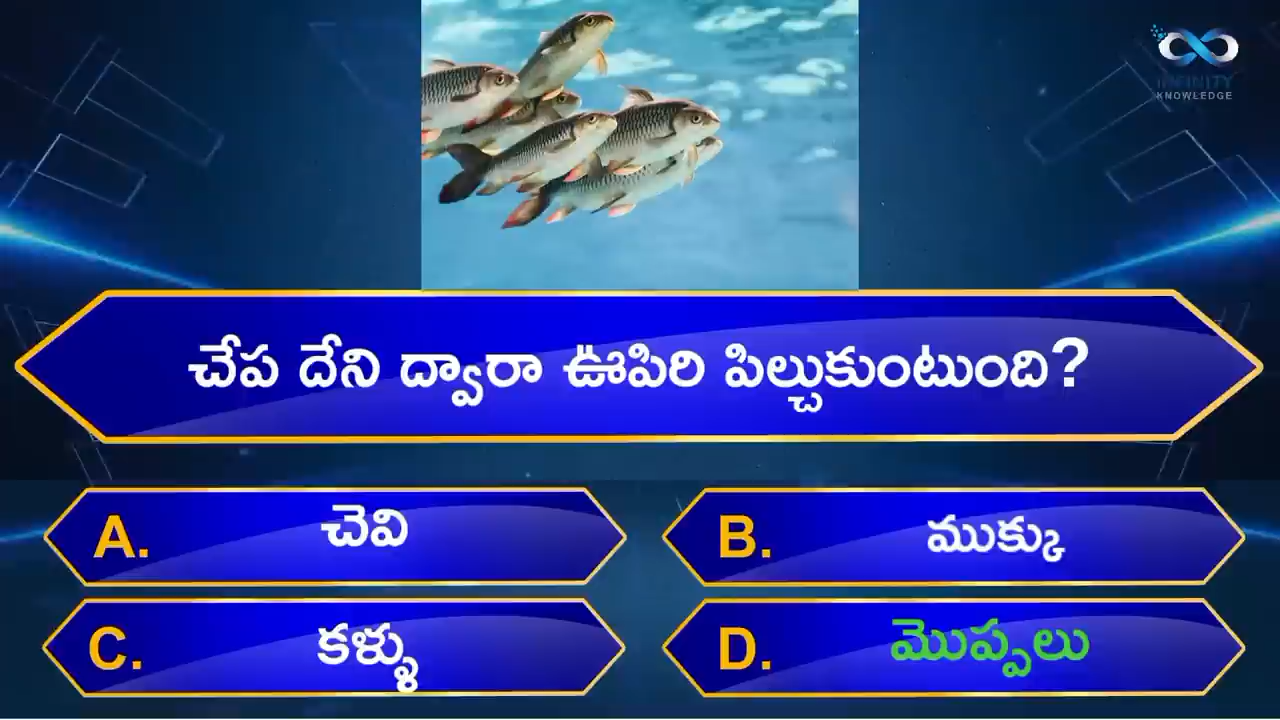 INFINITY
KNOWLEDGE
చేప దేని ద్వారా ఊపిరి పిల్చుకుంటుంది?
A. చెవి
B. ముక్కు
C. కళ్ళు
D. మొప్పలు